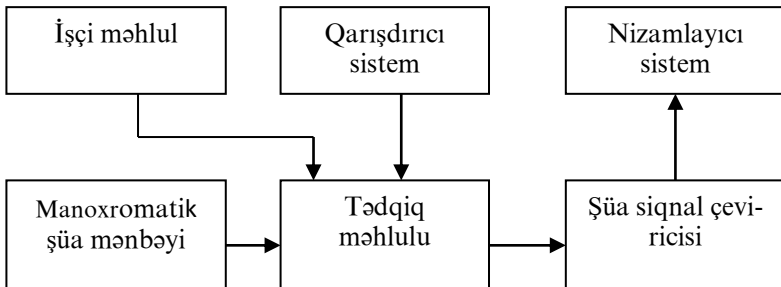 İşçi məhlul
Qarışdırıcı
sistem
Nizamlayıcı
sistem
Manoxromatik
şüa mənbəyi
Tədqiq
məhlulu
Şüa siqnal çevi-
ricisi